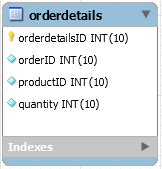 orderdetails
orderdetailsID INT(10)
orderID INT(10)
productID INT(10)
quantity INT(10)
Indexes